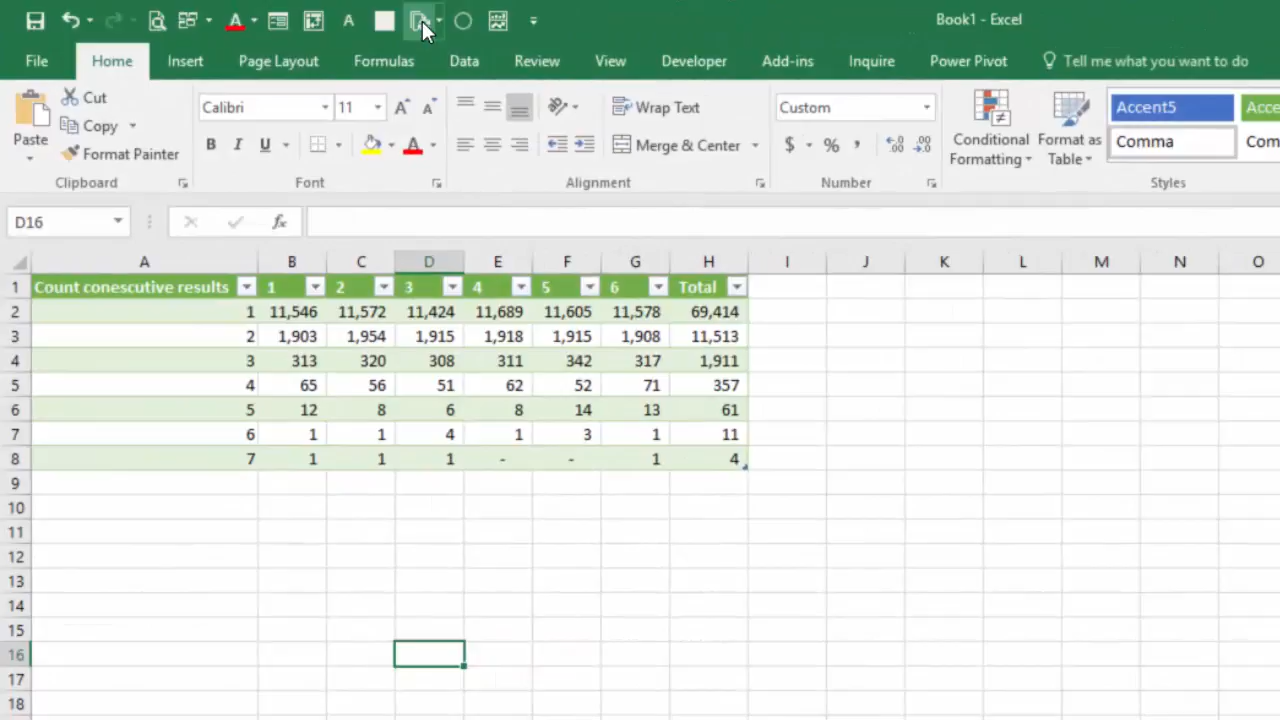 Book1 - Excel
File Home Insert Page Layout Formulas Data Review View Developer Add-ins Inquire Power Pivot Tell me what you want to do
Paste Cut Copy Format Painter
Calibri 11 A A
B I U A
Wrap Text
Merge & Center
Custom
$ % ,
Conditional Formatting
Format as Table
Accent5
Comma
Clipboard Font Alignment Number Styles
D16 fx
A B C D E F G H I J K L M N O
1 Count conescutive results 1 2 3 4 5 6 Total
2 1 11,546 11,572 11,424 11,689 11,605 11,578 69,414
3 2 1,903 1,954 1,915 1,918 1,915 1,908 11,513
4 3 313 320 308 311 342 317 1,911
5 4 65 56 51 62 52 71 357
6 5 12 8 6 8 14 13 61
7 6 1 1 4 1 3 1 11
8 7 1 1 1 - - 1 4
9
10
11
12
13
14
15
16
17
18